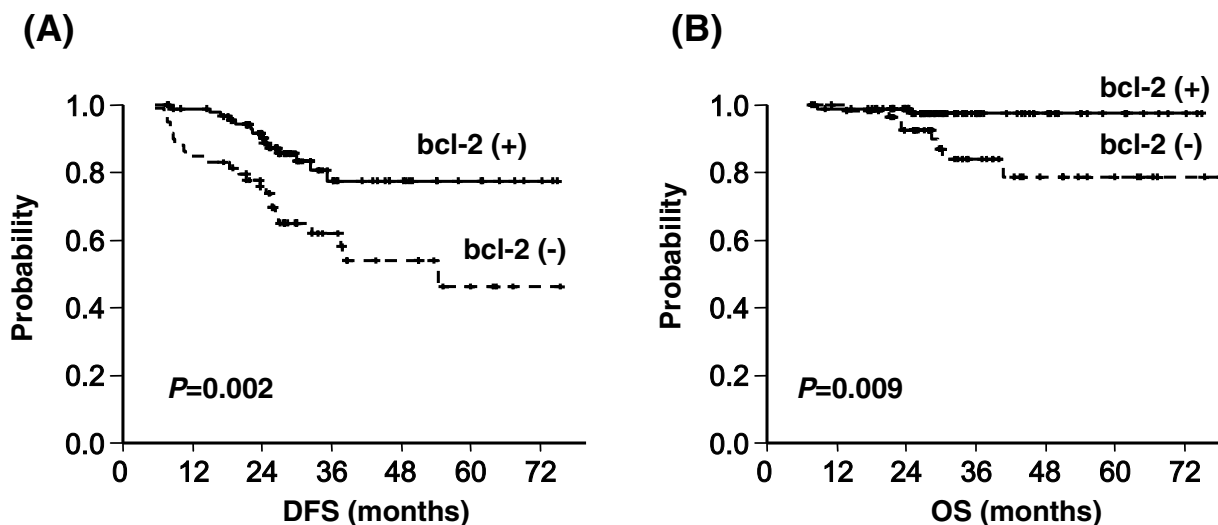 (A)
1.0
0.8
0.6
0.4
0.2
0.0
Probability
bcl-2 (+)
bcl-2 (-)
P=0.002
0 12 24 36 48 60 72
DFS (months)
(B)
1.0
0.8
0.6
0.4
0.2
0.0
Probability
bcl-2 (+)
bcl-2 (-)
P=0.009
0 12 24 36 48 60 72
OS (months)